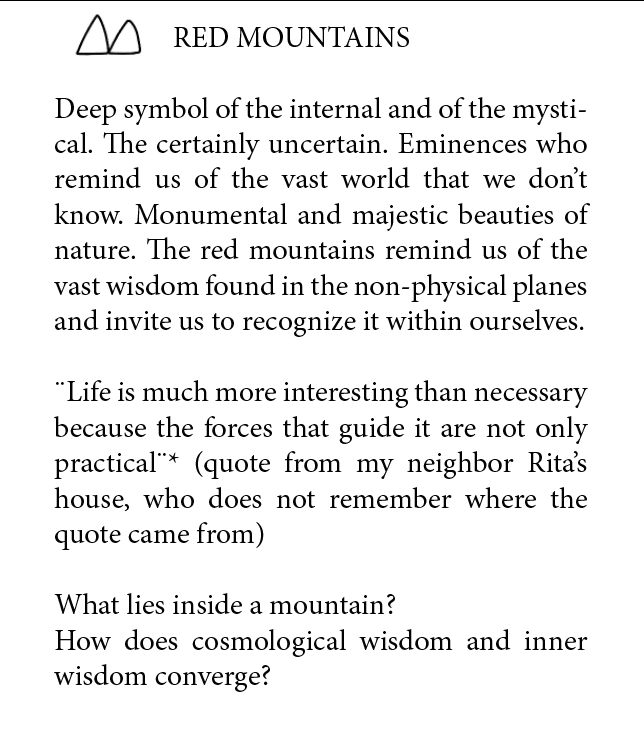 RED MOUNTAINS
Deep symbol of the internal and of the mysti-
cal. The certainly uncertain. Eminences who
remind us of the vast world that we don’t
know. Monumental and majestic beauties of
nature. The red mountains remind us of the
vast wisdom found in the non-physical planes
and invite us to recognize it within ourselves.
¨Life is much more interesting than necessary
because the forces that guide it are not only
practical¨* (quote from my neighbor Rita’s
house, who does not remember where the
quote came from)
What lies inside a mountain?
How does cosmological wisdom and inner
wisdom converge?